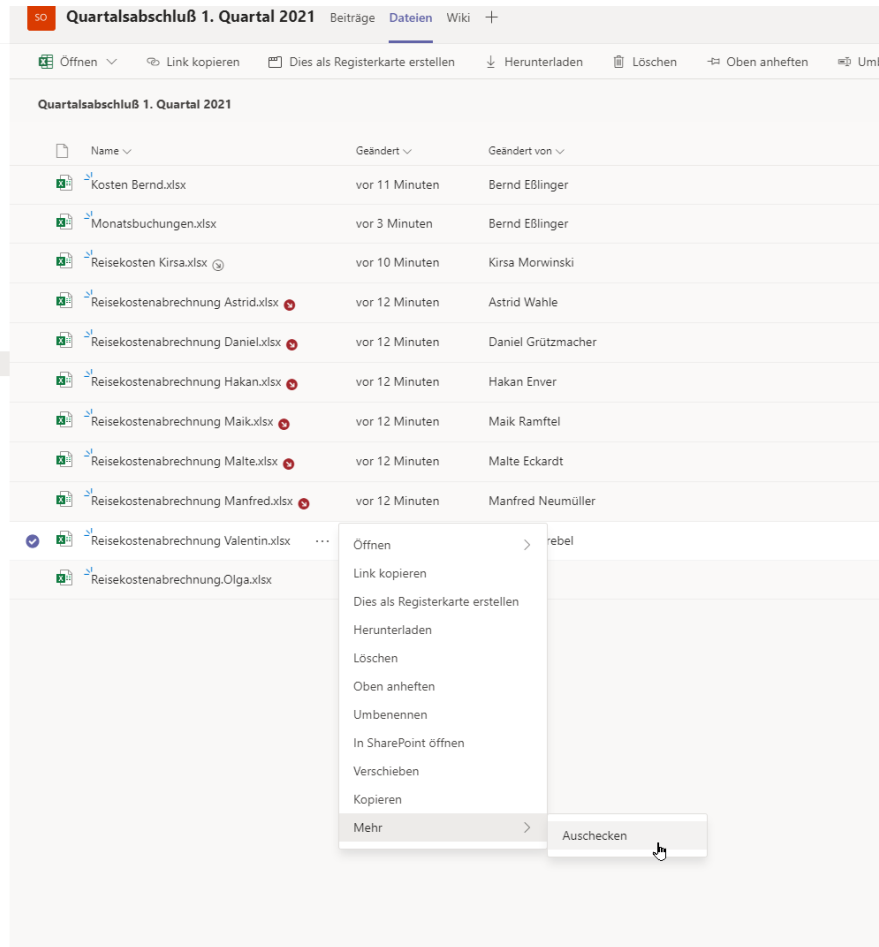 SO Quartalsabschluß 1. Quartal 2021 Beiträge Dateien Wiki
Öffnen Link kopieren Dies als Registerkarte erstellen Herunterladen Löschen Oben anheften
Quartalsabschluß 1. Quartal 2021
Name Geändert Geändert von
Kosten Bernd.xlsx vor 11 Minuten Bernd Eßlinger
Monatsbuchungen.xlsx vor 3 Minuten Bernd Eßlinger
Reisekosten Kirsa.xlsx vor 10 Minuten Kirsa Morwinski
Reisekostenabrechnung Astrid.xlsx vor 12 Minuten Astrid Wahle
Reisekostenabrechnung Daniel.xlsx vor 12 Minuten Daniel Grützmacher
Reisekostenabrechnung Hakan.xlsx vor 12 Minuten Hakan Enver
Reisekostenabrechnung Maik.xlsx vor 12 Minuten Maik Ramftel
Reisekostenabrechnung Malte.xlsx vor 12 Minuten Malte Eckardt
Reisekostenabrechnung Manfred.xlsx vor 12 Minuten Manfred Neumüller
Reisekostenabrechnung Valentin.xlsx ...
Öffnen
Link kopieren
Reisekostenabrechnung.Olga.xlsx
Dies als Registerkarte erstellen
Herunterladen
Löschen
Oben anheften
Umbenennen
In SharePoint öffnen
Verschieben
Kopieren
Mehr
Auschecken